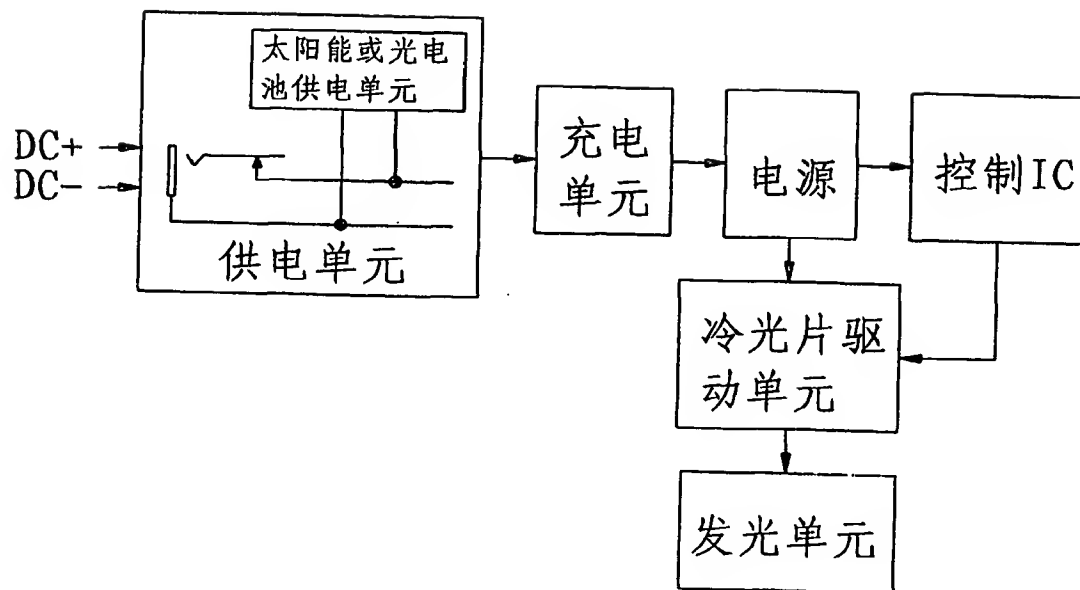 太阳能或光电
池供电单元
DC+
DC-
供电单元
充电
单元
电源
控制IC
冷光片驱
动单元
发光单元